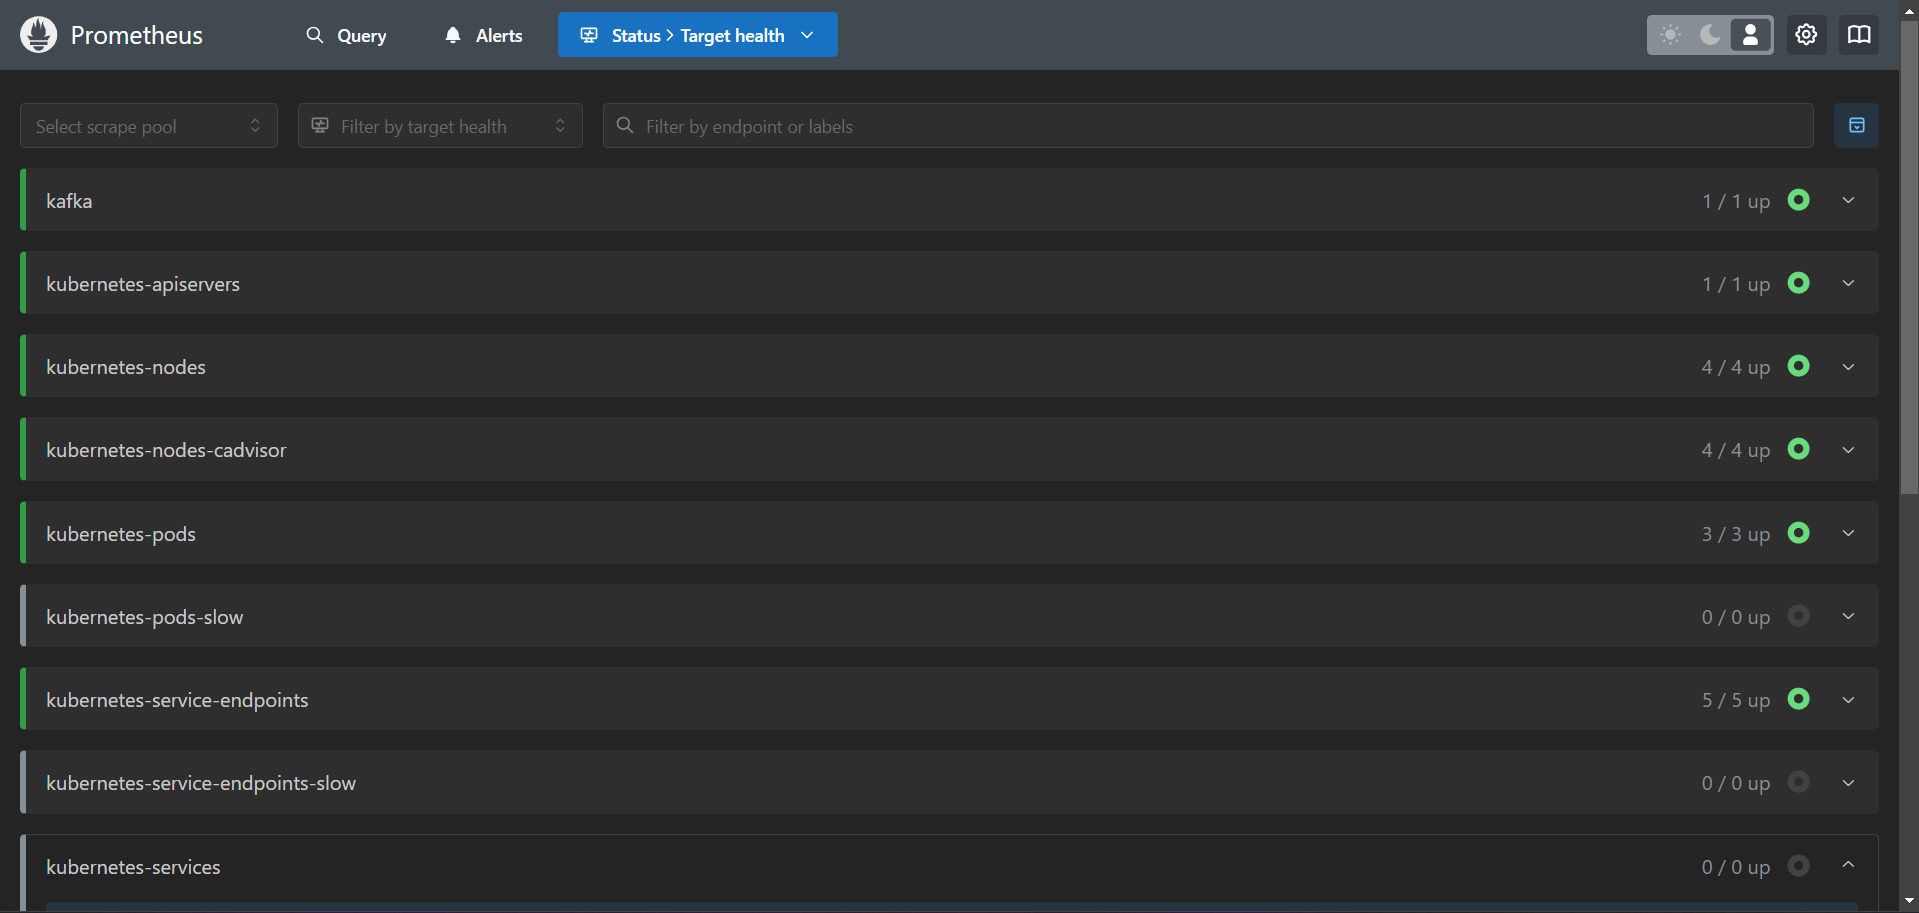 Prometheus
Query
Alerts
Status > Target health
Select scrape pool
Filter by target health
Filter by endpoint or labels
kafka
1 / 1 up
kubernetes-apiservers
1 / 1 up
kubernetes-nodes
4 / 4 up
kubernetes-nodes-cadvisor
4 / 4 up
kubernetes-pods
3 / 3 up
kubernetes-pods-slow
0 / 0 up
kubernetes-service-endpoints
5 / 5 up
kubernetes-service-endpoints-slow
0 / 0 up
kubernetes-services
0 / 0 up